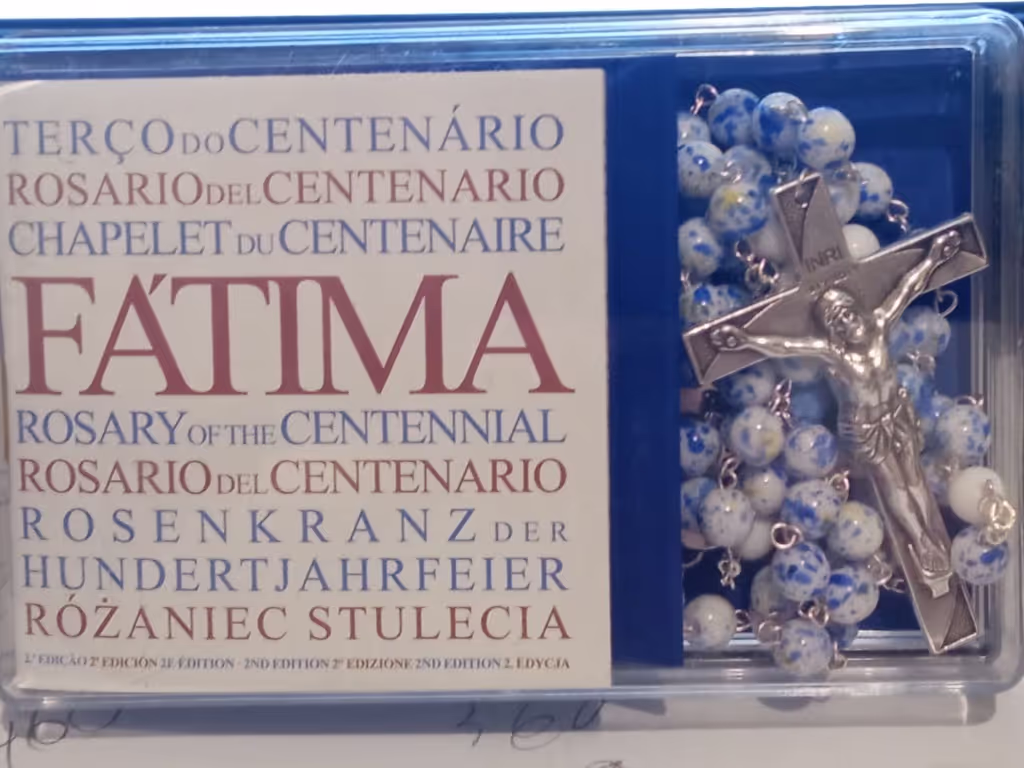 TERÇO DO CENTENÁRIO
ROSARIO DEL CENTENARIO
CHAPELET DU CENTENAIRE
FÁTIMA
ROSARY OF THE CENTENNIAL
ROSARIO DEL CENTENARIO
ROSENKRANZ DER
HUNDERTJAHRFEIER
RÓŻANIEC STULECIA
2.ª EDIÇÃO 2ª EDICIÓN 2E ÉDITION - 2ND EDITION 2ª EDIZIONE 2ND EDITION 2. EDYCJA
INRI